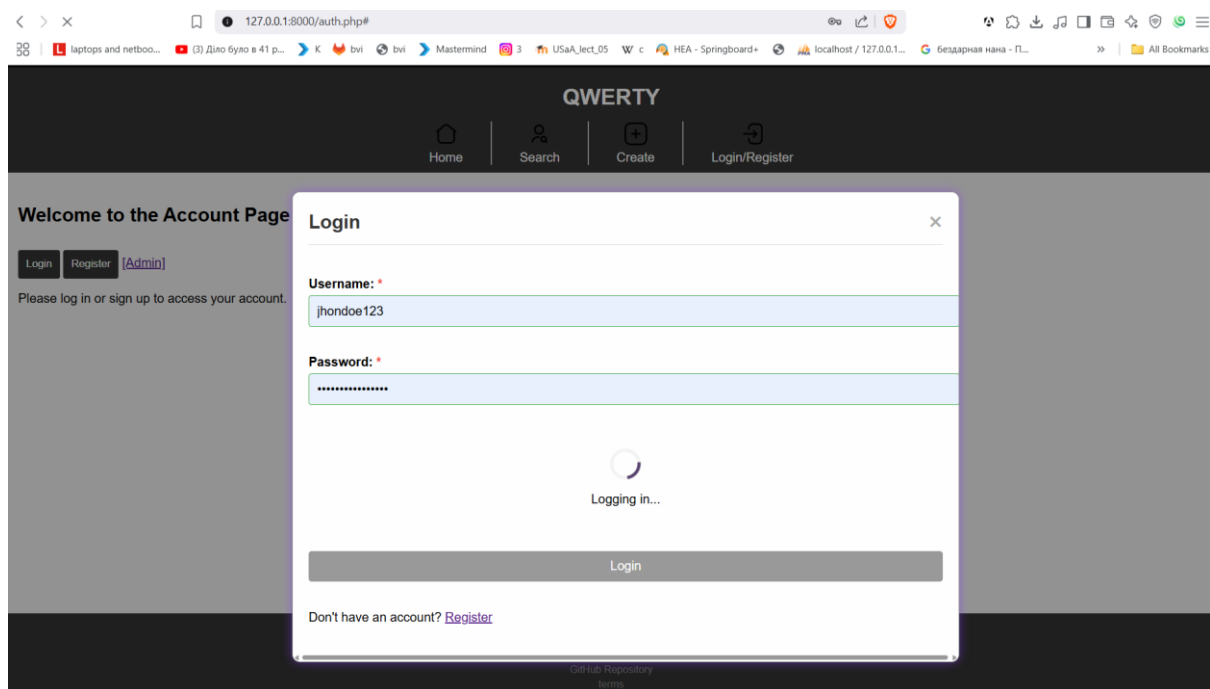 127.0.0.1:8000/auth.php#
laptops and netboo... (3) Діло було в 41 р... K bvi bvi Mastermind 3 USaA_lect_05 W c HEA - Springboard+ localhost / 127.0.0.1... бездарная нана - П... » All Bookmarks
QWERTY
Home Search Create Login/Register
Welcome to the Account Page
Login Register [Admin]
Please log in or sign up to access your account.
Login ×
Username: *
jhondoe123
Password: *
••••••••••••••••
Logging in...
Login
Don't have an account? Register
GitHub Repository
terms